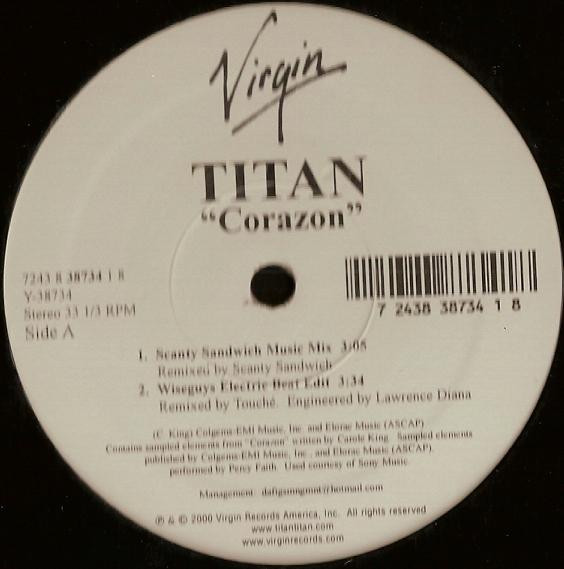 Virgin
TITAN
“Corazon”
7243 8 38734 1 8
Y-38734
Stereo 33 1/3 RPM
Side A
7 2438 38734 1 8
1. Scanty Sandwich Music Mix 3:05
Remixed by Scanty Sandwich
2. Wiseguys Electric Beat Edit 3:34
Remixed by Touché. Engineered by Lawrence Diana
(C. King) Colgems-EMI Music, Inc. and Elorac Music (ASCAP)
Contains sampled elements from "Corazon" written by Carole King. Sampled elements
published by Colgems-EMI Music, Inc., and Elorac Music (ASCAP),
performed by Percy Faith. Used courtesy of Sony Music.
Management:
℗ & © 2000 Virgin Records America, Inc. All rights reserved
www.titantitan.com
www.virginrecords.com